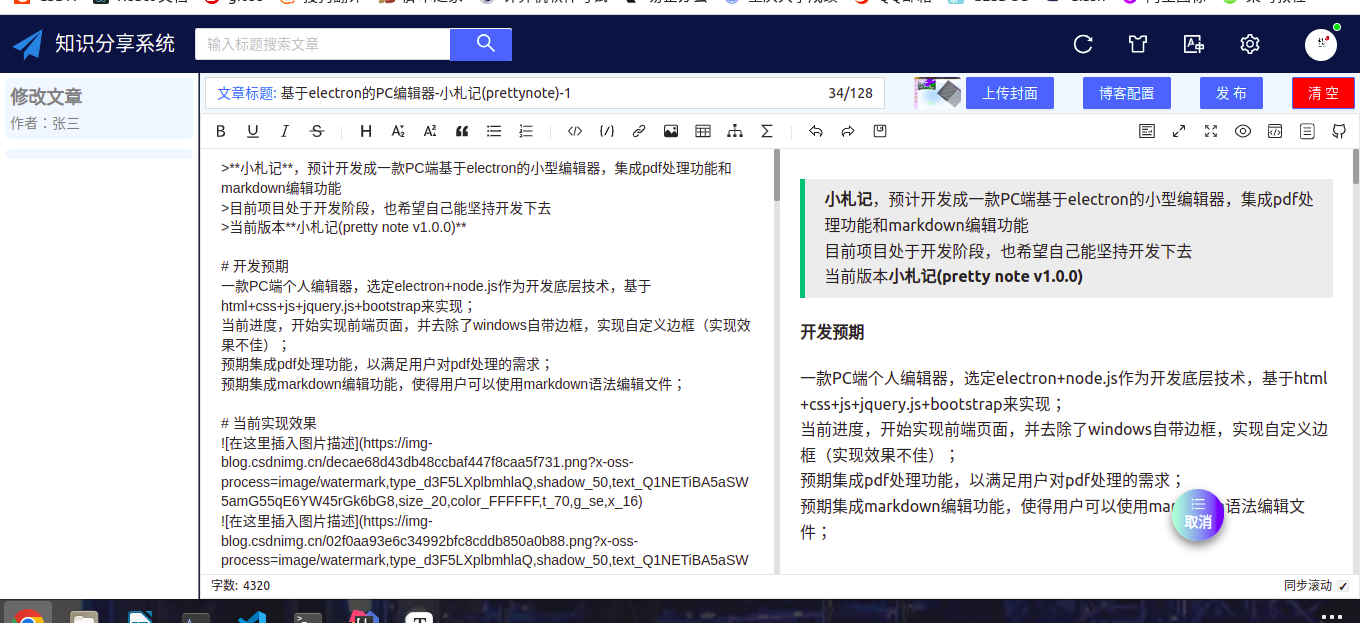 知识分享系统
输入标题搜索文章
修改文章
作者：张三
文章标题: 基于electron的PC编辑器-小札记(prettynote)-1
34/128
上传封面
博客配置
发 布
清 空
>**小札记**，预计开发成一款PC端基于electron的小型编辑器，集成pdf处理功能和
markdown编辑功能
>目前项目处于开发阶段，也希望自己能坚持开发下去
>当前版本**小札记(pretty note v1.0.0)**
# 开发预期
一款PC端个人编辑器，选定electron+node.js作为开发底层技术，基于
html+css+js+jquery.js+bootstrap来实现；
当前进度，开始实现前端页面，并去除了windows自带边框，实现自定义边框（实现效
果不佳）；
预期集成pdf处理功能，以满足用户对pdf处理的需求；
预期集成markdown编辑功能，使得用户可以使用markdown语法编辑文件；
# 当前实现效果
![在这里插入图片描述](https://img-
blog.csdnimg.cn/decae68d43db48ccbaf447f8caa5f731.png?x-oss-
process=image/watermark,type_d3F5LXplbmhlaQ,shadow_50,text_Q1NETiBA5aSW
5amG55qE6YW45rGk6bG8,size_20,color_FFFFFF,t_70,g_se,x_16)
![在这里插入图片描述](https://img-
blog.csdnimg.cn/02f0aa93e6c34992bfc8cddb850a0b88.png?x-oss-
process=image/watermark,type_d3F5LXplbmhlaQ,shadow_50,text_Q1NETiBA5aSW
小札记，预计开发成一款PC端基于electron的小型编辑器，集成pdf处
理功能和markdown编辑功能
目前项目处于开发阶段，也希望自己能坚持开发下去
当前版本小札记(pretty note v1.0.0)
开发预期
一款PC端个人编辑器，选定electron+node.js作为开发底层技术，基于html
+css+js+jquery.js+bootstrap来实现；
当前进度，开始实现前端页面，并去除了windows自带边框，实现自定义边
框（实现效果不佳）；
预期集成pdf处理功能，以满足用户对pdf处理的需求；
预期集成markdown编辑功能，使得用户可以使用ma 语法编辑文
件；
取消
字数: 4320
同步滚动